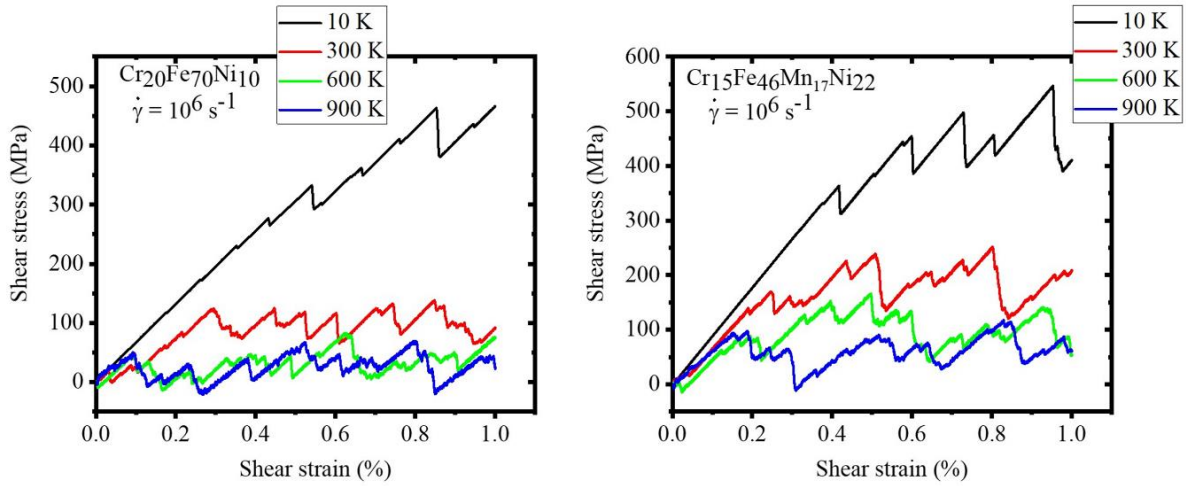 10 K
300 K
600 K
900 K
Cr20Fe70Ni10
γ̇ = 10^6 s^-1
500
400
300
200
100
0
Shear stress (MPa)
0.0 0.2 0.4 0.6 0.8 1.0
Shear strain (%)
10 K
300 K
600 K
900 K
Cr15Fe46Mn17Ni22
γ̇ = 10^6 s^-1
600
500
400
300
200
100
0
Shear stress (MPa)
0.0 0.2 0.4 0.6 0.8 1.0
Shear strain (%)